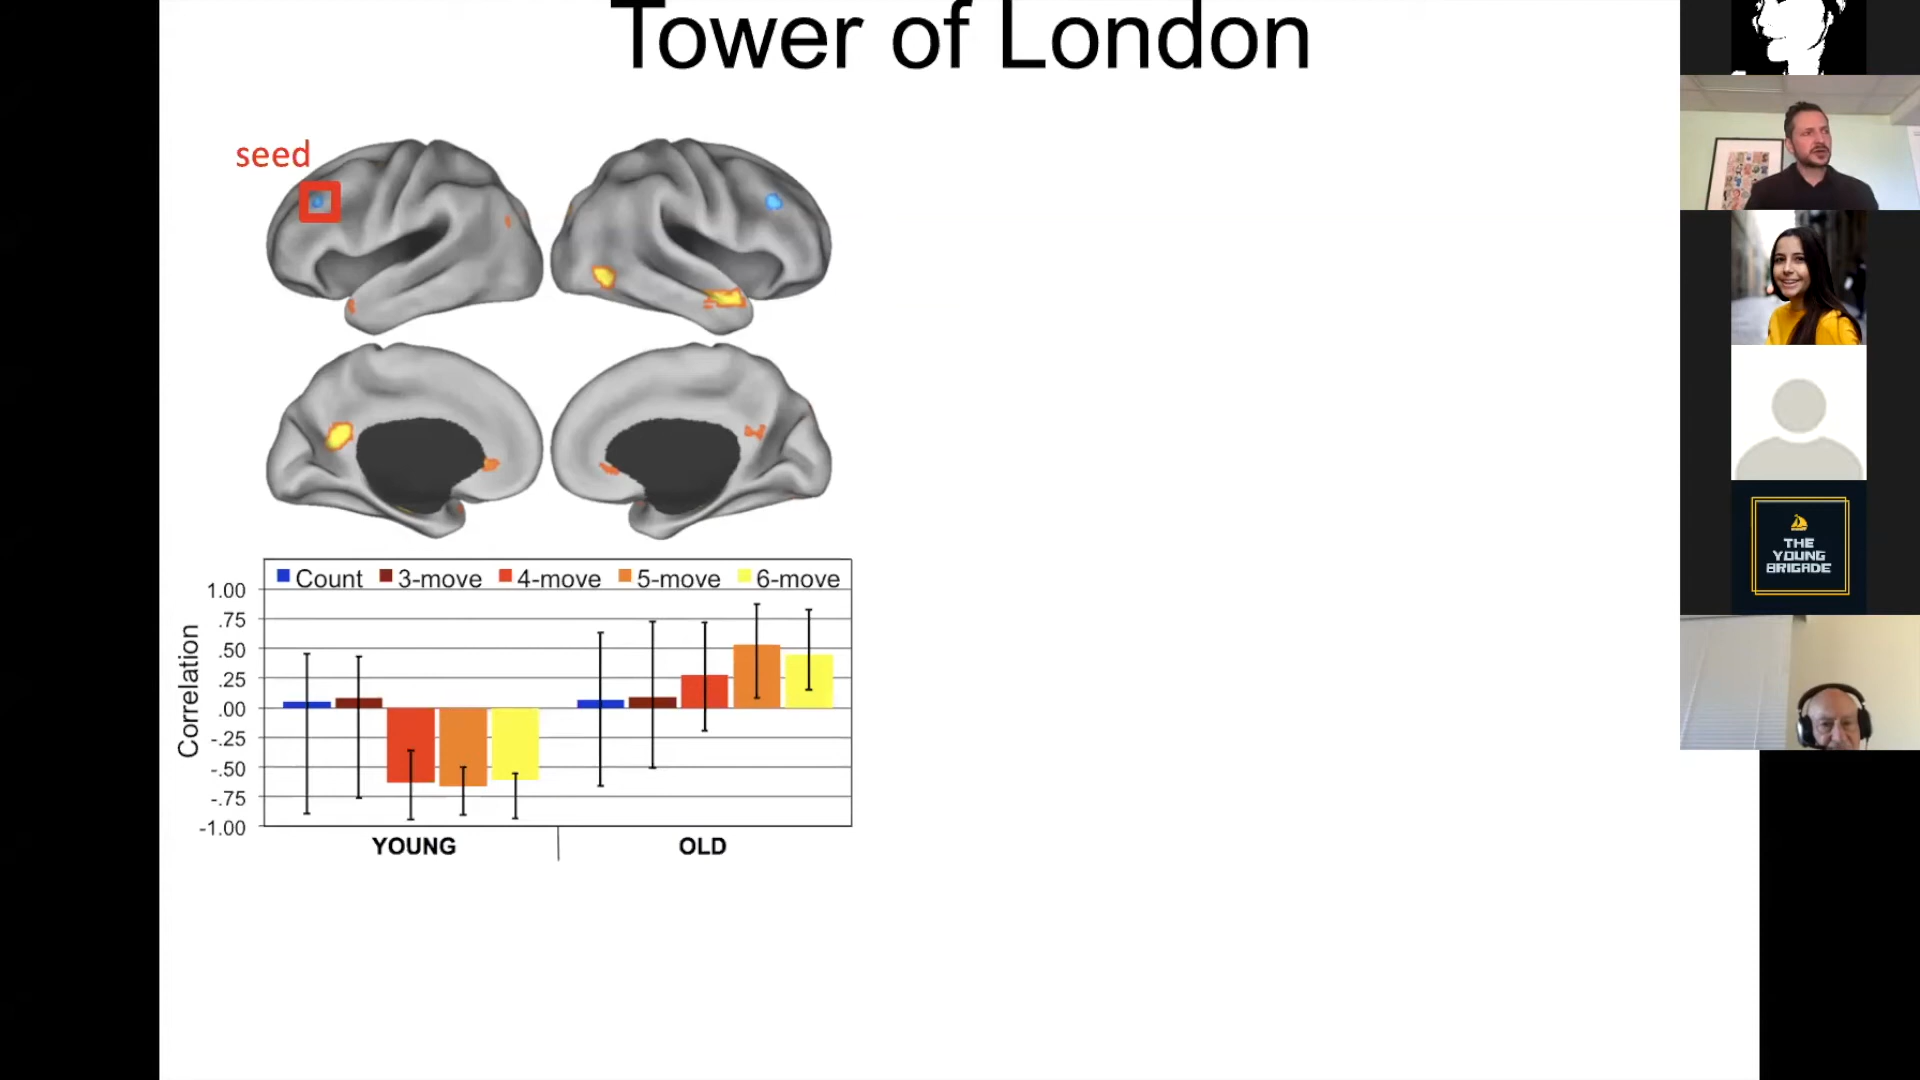 Tower of London
seed
Count 3-move 4-move 5-move 6-move
1.00
.75
.50
.25
.00
-.25
-.50
-.75
-1.00
Correlation
YOUNG OLD
THE
YOUNG
BRIGADE